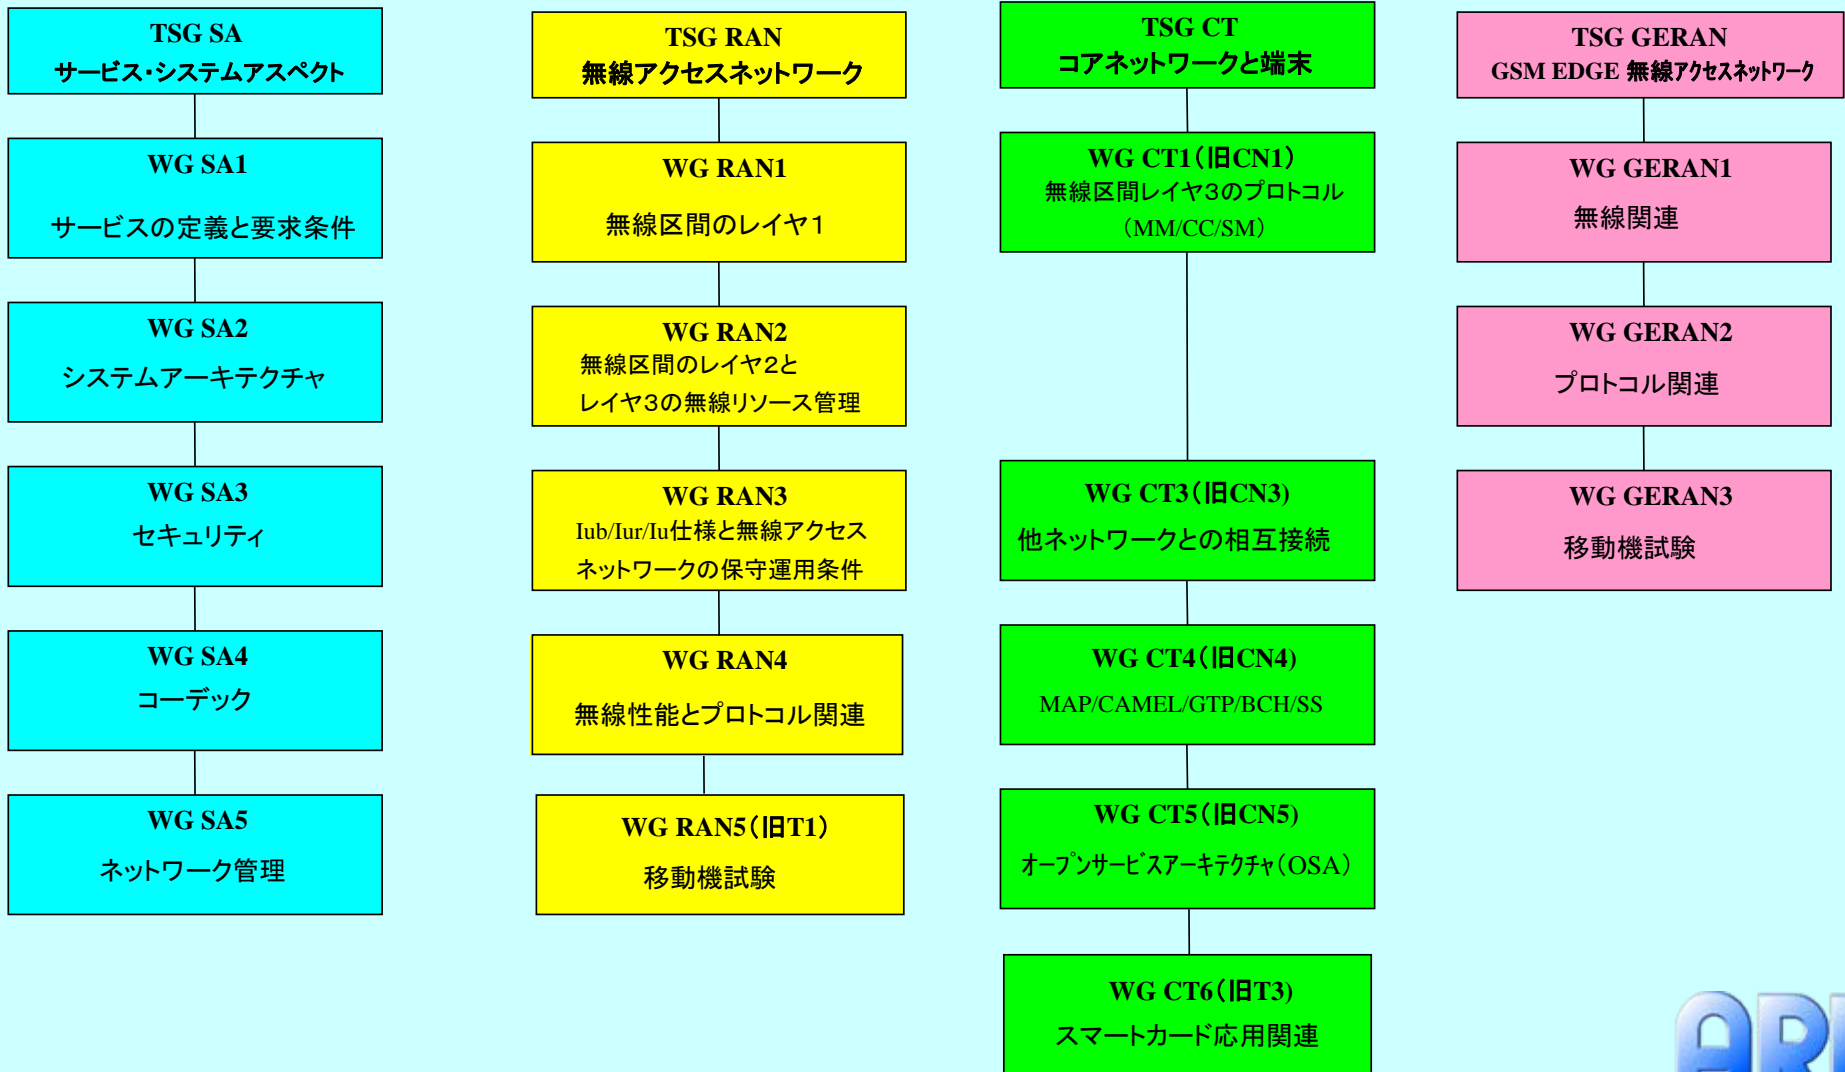 TSG SA
サービス・システムアスペクト
WG SA1
サービスの定義と要求条件
WG SA2
システムアーキテクチャ
WG SA3
セキュリティ
WG SA4
コーデック
WG SA5
ネットワーク管理
TSG RAN
無線アクセスネットワーク
WG RAN1
無線区間のレイヤ1
WG RAN2
無線区間のレイヤ2と
レイヤ3の無線リソース管理
WG RAN3
Iub/Iur/Iu仕様と無線アクセス
ネットワークの保守運用条件
WG RAN4
無線性能とプロトコル関連
WG RAN5(旧T1)
移動機試験
TSG CT
コアネットワークと端末
WG CT1(旧CN1)
無線区間レイヤ3のプロトコル
(MM/CC/SM)
WG CT3(旧CN3)
他ネットワークとの相互接続
WG CT4(旧CN4)
MAP/CAMEL/GTP/BCH/SS
WG CT5(旧CN5)
オープンサービスアーキテクチャ(OSA)
WG CT6(旧T3)
スマートカード応用関連
TSG GERAN
GSM EDGE 無線アクセスネットワーク
WG GERAN1
無線関連
WG GERAN2
プロトコル関連
WG GERAN3
移動機試験